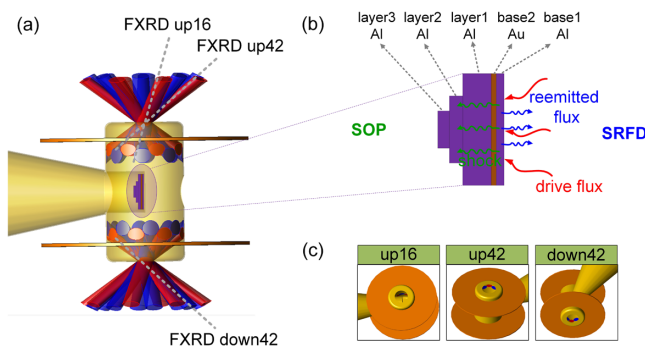 (a)
FXRD up16
FXRD up42
FXRD down42
(b)
layer3 layer2 layer1 base2 base1
Al Al Al Au Al
SOP
reemitted
flux
SRFD
shock
drive flux
(c)
up16 up42 down42